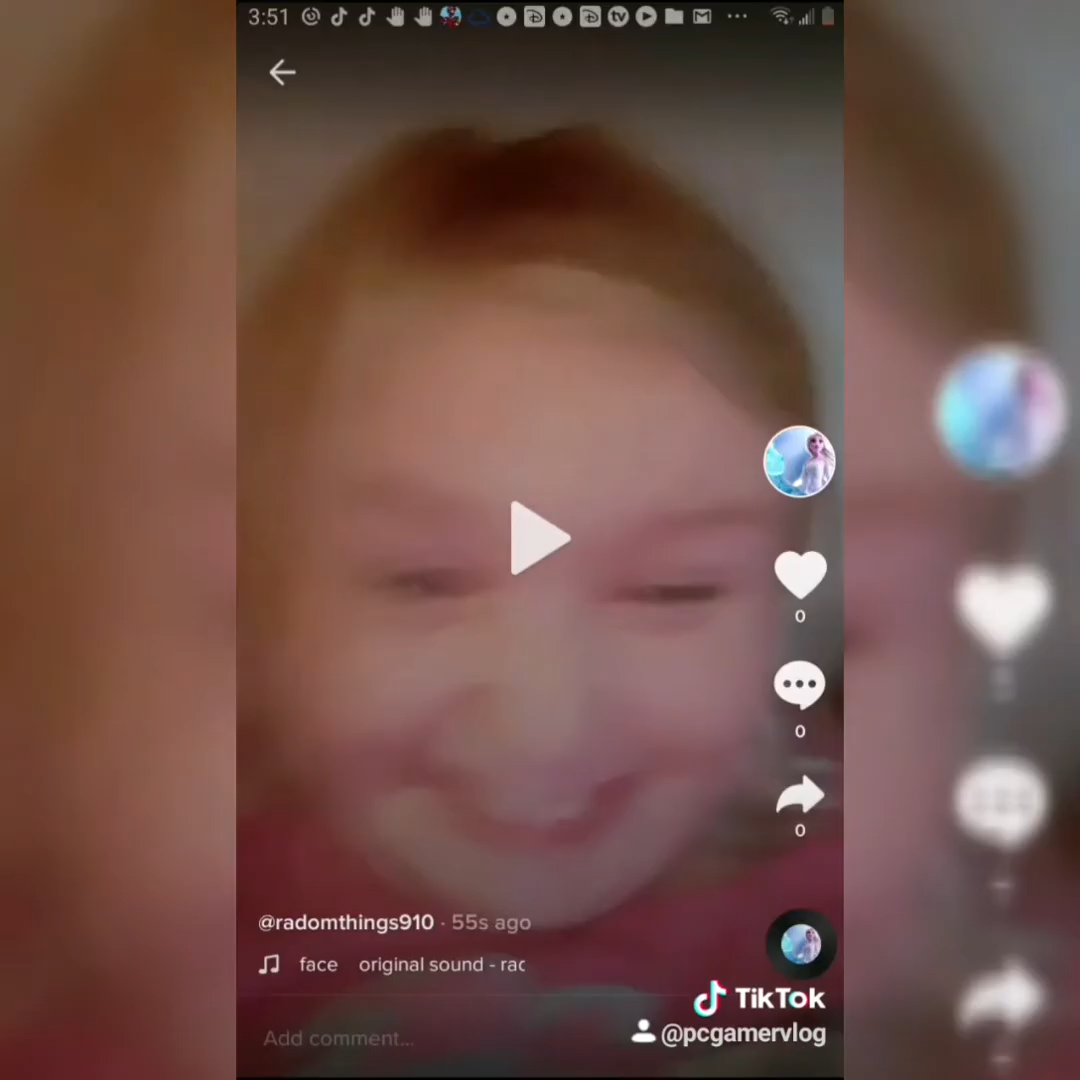 3:51
0
0
0
@radomthings910 · 55s ago
face original sound - rac
TikTok
Add comment...
@pcgamervlog